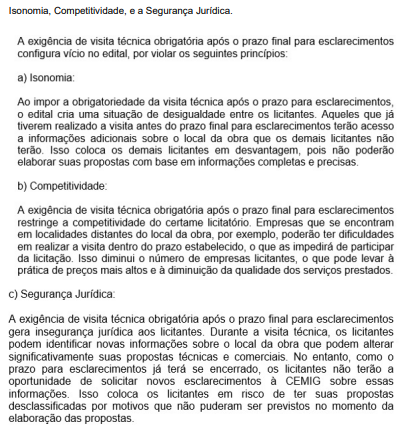 Isonomia, Competitividade, e a Segurança Jurídica.
A exigência de visita técnica obrigatória após o prazo final para esclarecimentos
configura vício no edital, por violar os seguintes princípios:
a) Isonomia:
Ao impor a obrigatoriedade da visita técnica após o prazo para esclarecimentos,
o edital cria uma situação de desigualdade entre os licitantes. Aqueles que já
tiverem realizado a visita antes do prazo final para esclarecimentos terão acesso
a informações adicionais sobre o local da obra que os demais licitantes não
terão. Isso coloca os demais licitantes em desvantagem, pois não poderão
elaborar suas propostas com base em informações completas e precisas.
b) Competitividade:
A exigência de visita técnica obrigatória após o prazo final para esclarecimentos
restringe a competitividade do certame licitatório. Empresas que se encontram
em localidades distantes do local da obra, por exemplo, poderão ter dificuldades
em realizar a visita dentro do prazo estabelecido, o que as impedirá de participar
da licitação. Isso diminui o número de empresas licitantes, o que pode levar à
prática de preços mais altos e à diminuição da qualidade dos serviços prestados.
c) Segurança Jurídica:
A exigência de visita técnica obrigatória após o prazo final para esclarecimentos
gera insegurança jurídica aos licitantes. Durante a visita técnica, os licitantes
podem identificar novas informações sobre o local da obra que podem alterar
significativamente suas propostas técnicas e comerciais. No entanto, como o
prazo para esclarecimentos já terá se encerrado, os licitantes não terão a
oportunidade de solicitar novos esclarecimentos à CEMIG sobre essas
informações. Isso coloca os licitantes em risco de ter suas propostas
desclassificadas por motivos que não puderam ser previstos no momento da
elaboração das propostas.